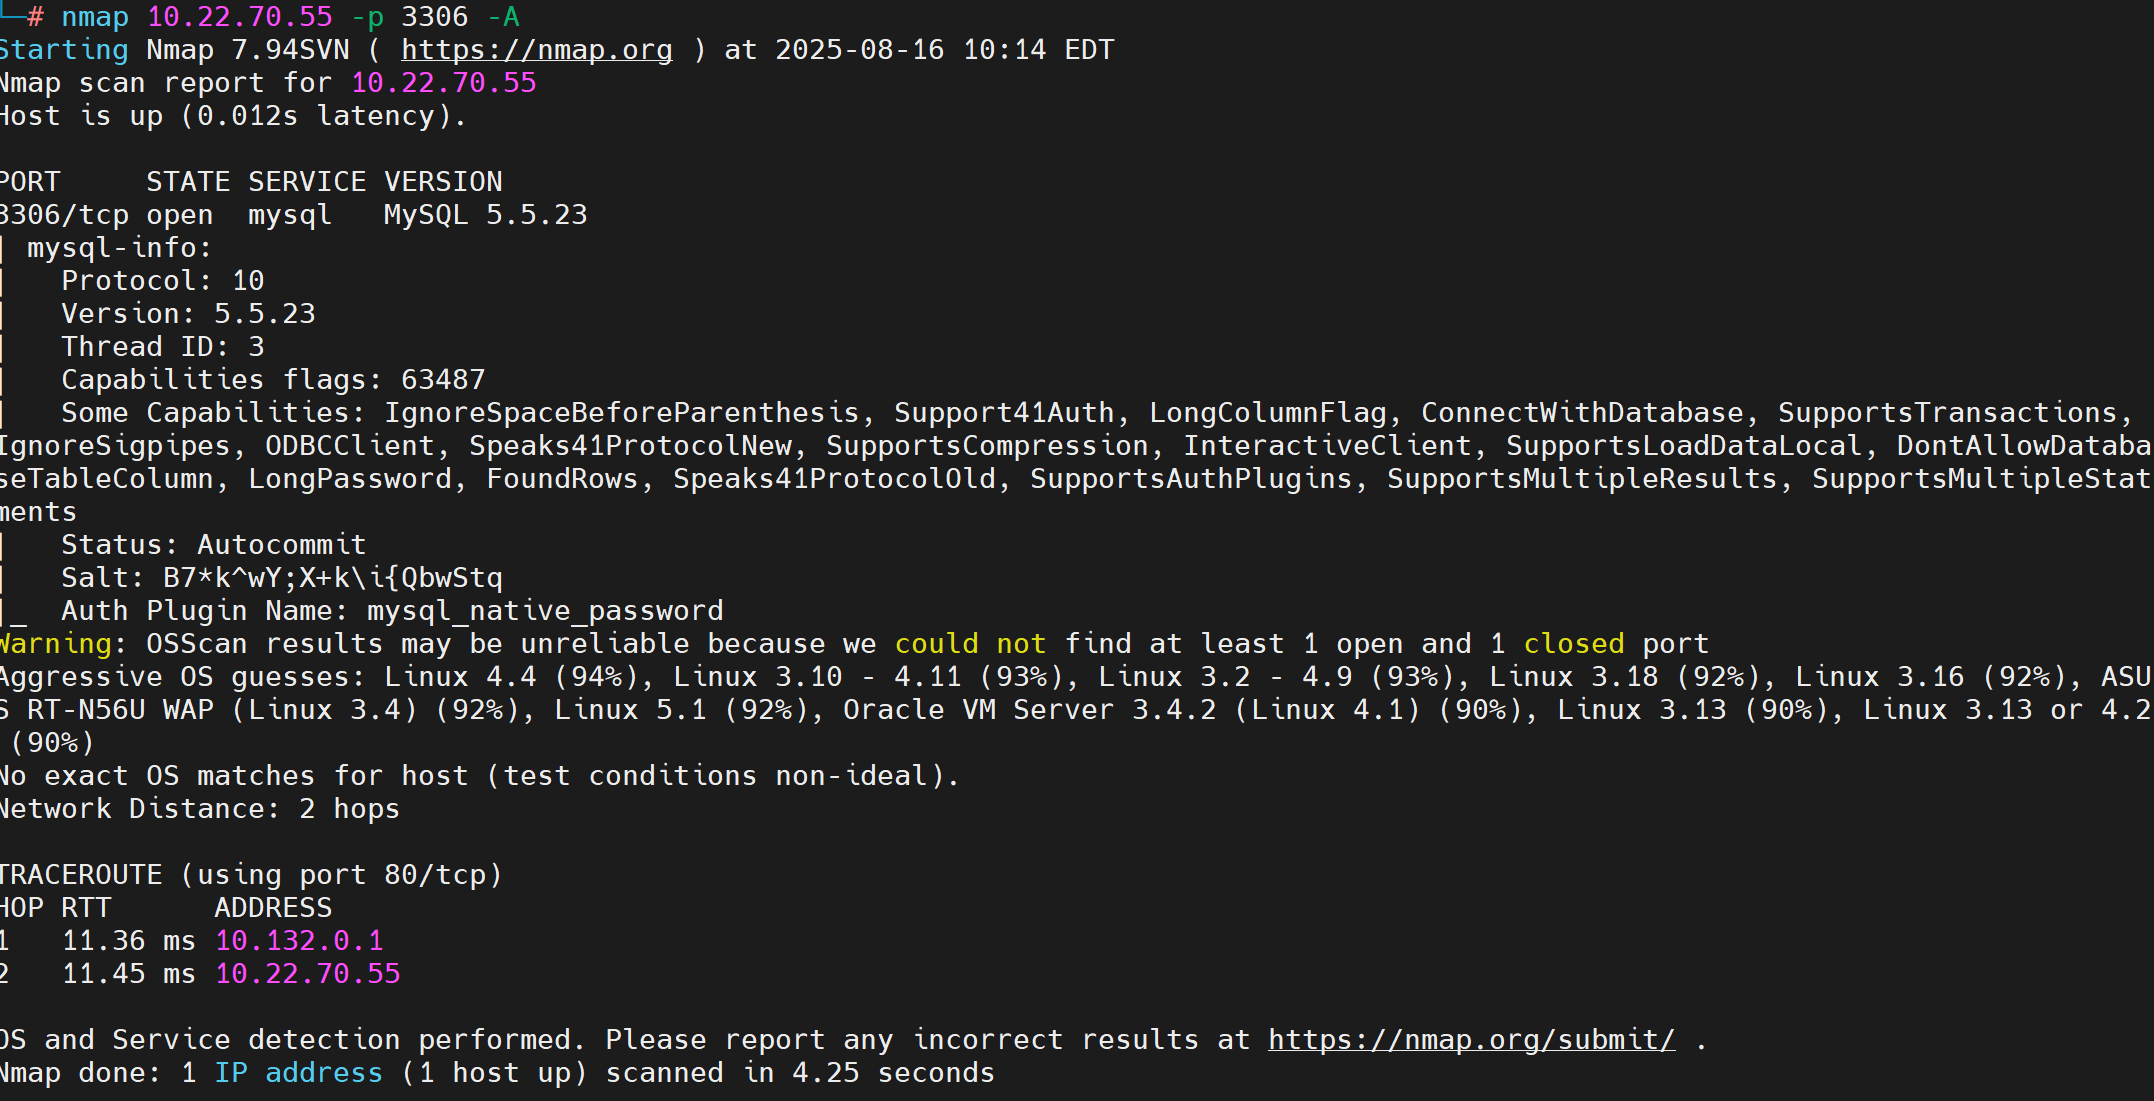 └─# nmap 10.22.70.55 -p 3306 -A
Starting Nmap 7.94SVN ( https://nmap.org ) at 2025-08-16 10:14 EDT
Nmap scan report for 10.22.70.55
Host is up (0.012s latency).
PORT     STATE SERVICE VERSION
3306/tcp open  mysql   MySQL 5.5.23
| mysql-info:
|   Protocol: 10
|   Version: 5.5.23
|   Thread ID: 3
|   Capabilities flags: 63487
|   Some Capabilities: IgnoreSpaceBeforeParenthesis, Support41Auth, LongColumnFlag, ConnectWithDatabase, SupportsTransactions,
IgnoreSigpipes, ODBCClient, Speaks41ProtocolNew, SupportsCompression, InteractiveClient, SupportsLoadDataLocal, DontAllowDataba
seTableColumn, LongPassword, FoundRows, Speaks41ProtocolOld, SupportsAuthPlugins, SupportsMultipleResults, SupportsMultipleStat
ments
|   Status: Autocommit
|   Salt: B7*k^wY;X+k\i{QbwStq
|_  Auth Plugin Name: mysql_native_password
Warning: OSScan results may be unreliable because we could not find at least 1 open and 1 closed port
Aggressive OS guesses: Linux 4.4 (94%), Linux 3.10 - 4.11 (93%), Linux 3.2 - 4.9 (93%), Linux 3.18 (92%), Linux 3.16 (92%), ASU
S RT-N56U WAP (Linux 3.4) (92%), Linux 5.1 (92%), Oracle VM Server 3.4.2 (Linux 4.1) (90%), Linux 3.13 (90%), Linux 3.13 or 4.2
(90%)
No exact OS matches for host (test conditions non-ideal).
Network Distance: 2 hops
TRACEROUTE (using port 80/tcp)
HOP RTT      ADDRESS
1   11.36 ms 10.132.0.1
2   11.45 ms 10.22.70.55
OS and Service detection performed. Please report any incorrect results at https://nmap.org/submit/ .
Nmap done: 1 IP address (1 host up) scanned in 4.25 seconds